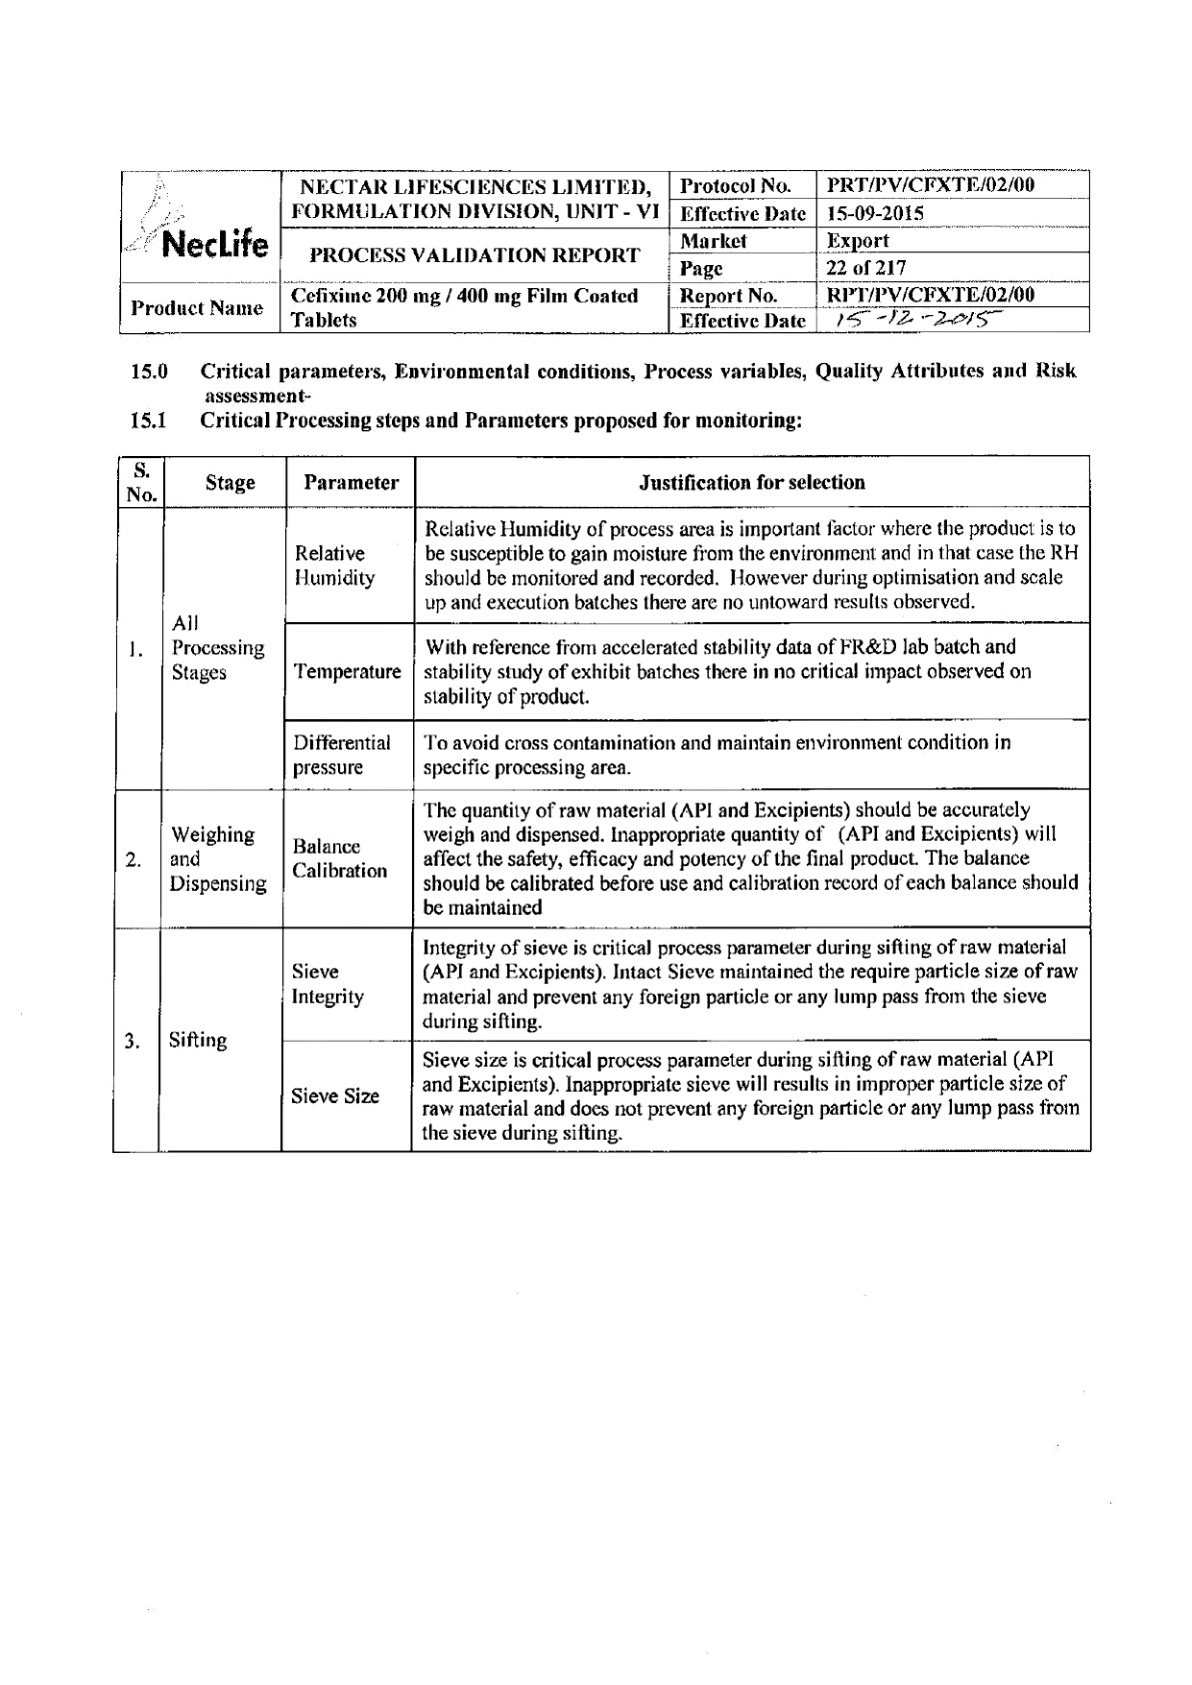 NecLife
NECTAR LIFESCIENCES LIMITED,
FORMULATION DIVISION, UNIT - VI
PROCESS VALIDATION REPORT
Protocol No. PRT/PV/CFXTE/02/00
Effective Date 15-09-2015
Market Export
Page 22 of 217
Product Name
Cefixime 200 mg / 400 mg Film Coated
Tablets
Report No. RPT/PV/CFXTE/02/00
Effective Date 15-12-2015
15.0 Critical parameters, Environmental conditions, Process variables, Quality Attributes and Risk
assessment-
15.1 Critical Processing steps and Parameters proposed for monitoring:
S.
No.
Stage
Parameter
Justification for selection
1.
All
Processing
Stages
Relative
Humidity
Relative Humidity of process area is important factor where the product is to
be susceptible to gain moisture from the environment and in that case the RH
should be monitored and recorded. However during optimisation and scale
up and execution batches there are no untoward results observed.
Temperature
With reference from accelerated stability data of FR&D lab batch and
stability study of exhibit batches there in no critical impact observed on
stability of product.
Differential
pressure
To avoid cross contamination and maintain environment condition in
specific processing area.
2.
Weighing
and
Dispensing
Balance
Calibration
The quantity of raw material (API and Excipients) should be accurately
weigh and dispensed. Inappropriate quantity of (API and Excipients) will
affect the safety, efficacy and potency of the final product. The balance
should be calibrated before use and calibration record of each balance should
be maintained
3.
Sifting
Sieve
Integrity
Integrity of sieve is critical process parameter during sifting of raw material
(API and Excipients). Intact Sieve maintained the require particle size of raw
material and prevent any foreign particle or any lump pass from the sieve
during sifting.
Sieve Size
Sieve size is critical process parameter during sifting of raw material (API
and Excipients). Inappropriate sieve will results in improper particle size of
raw material and does not prevent any foreign particle or any lump pass from
the sieve during sifting.